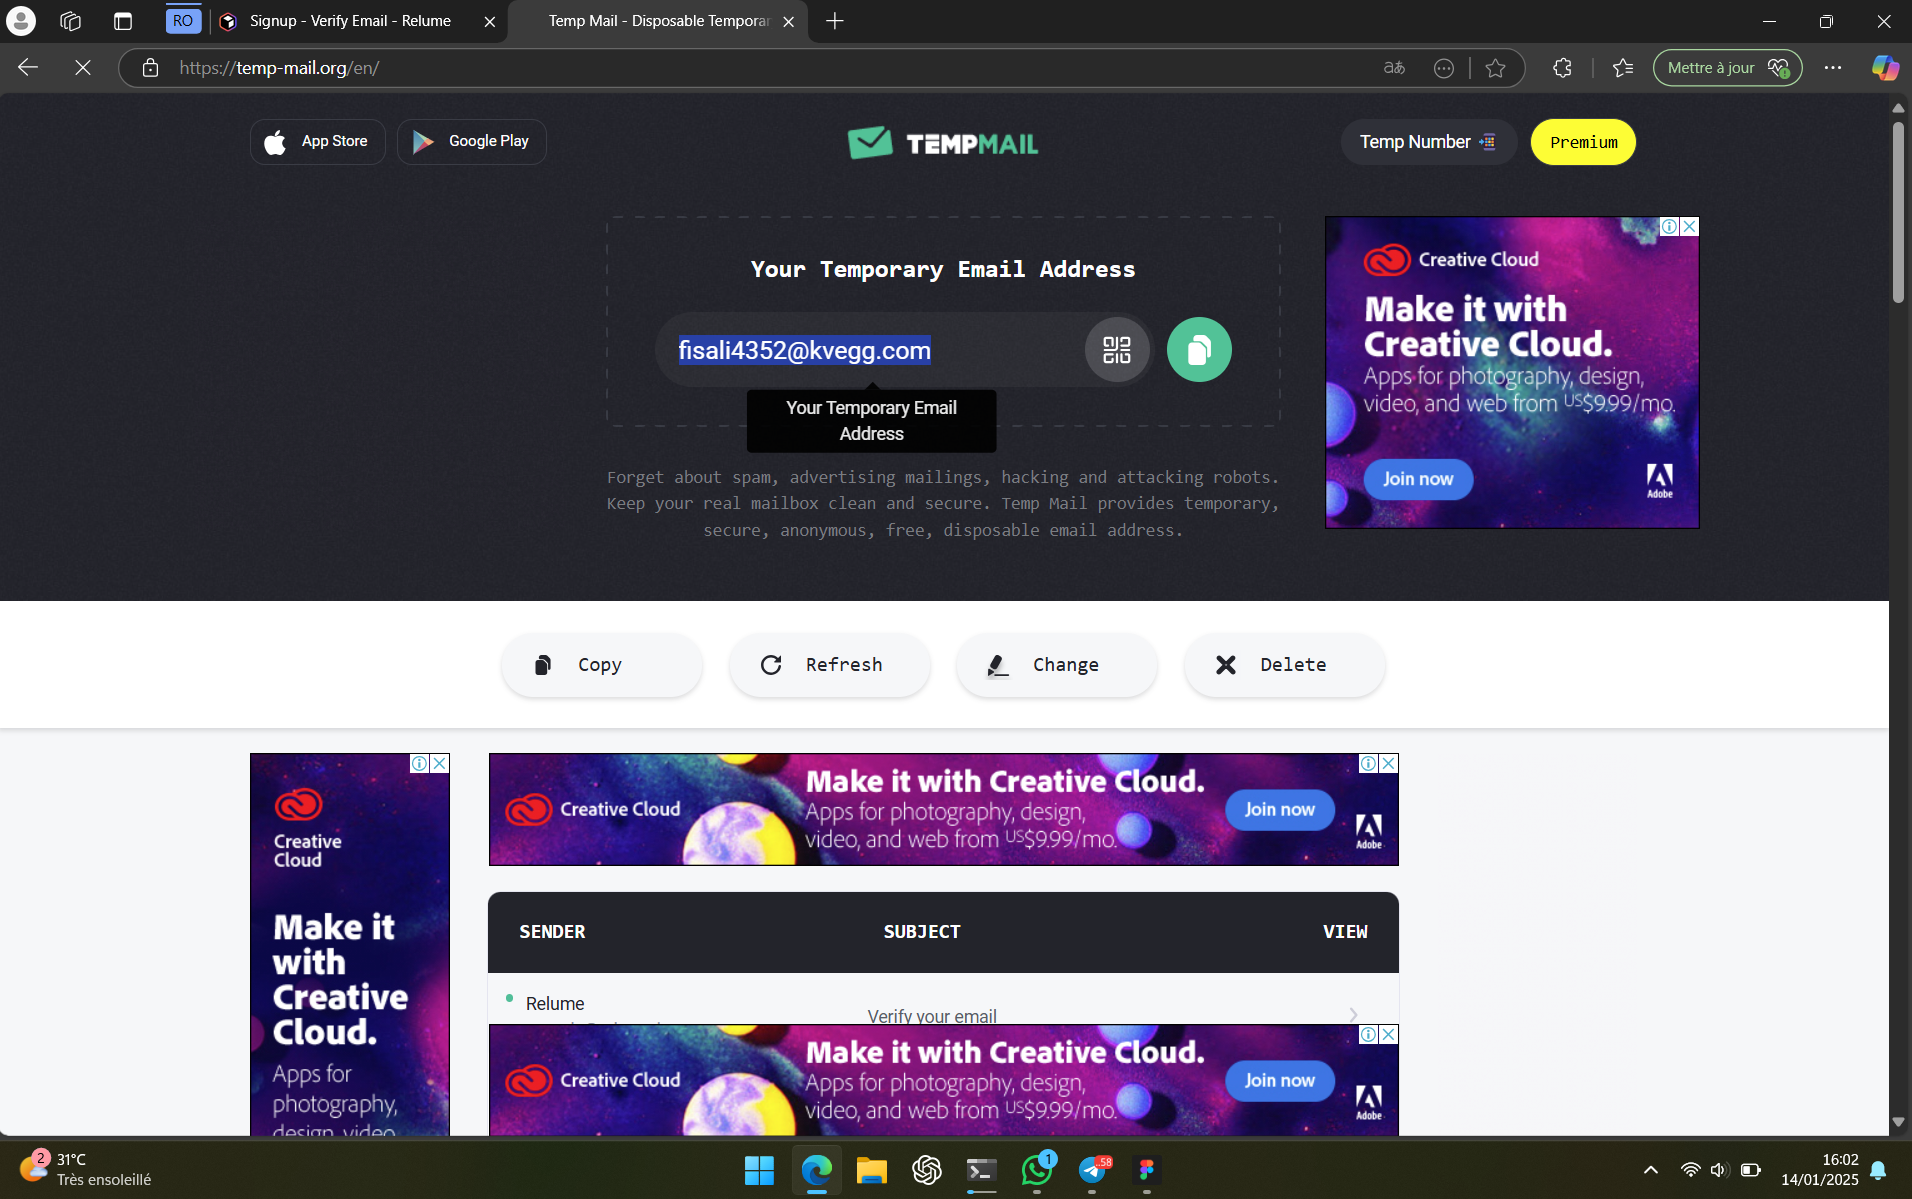 RO
Signup - Verify Email - Relume
Temp Mail - Disposable Temporar
https://temp-mail.org/en/
aあ
Mettre à jour
App Store
Google Play
TEMPMAIL
Temp Number
Premium
Your Temporary Email Address
fisali4352@kvegg.com
Your Temporary Email
Address
Forget about spam, advertising mailings, hacking and attacking robots.
Keep your real mailbox clean and secure. Temp Mail provides temporary,
secure, anonymous, free, disposable email address.
Creative Cloud
Make it with
Creative Cloud.
Apps for photography, design,
video, and web from US$9.99/mo.
Join now
Adobe
Copy
Refresh
Change
Delete
Creative
Cloud
Make it
with
Creative
Cloud.
Apps for
photography,
design, video
Creative Cloud
Make it with Creative Cloud.
Apps for photography, design,
video, and web from US$9.99/mo.
Join now
Adobe
SENDER
SUBJECT
VIEW
Relume
Verify your email
Creative Cloud
Make it with Creative Cloud.
Apps for photography, design,
video, and web from US$9.99/mo.
Join now
Adobe
2
31°C
Très ensoleillé
1
58
16:02
14/01/2025